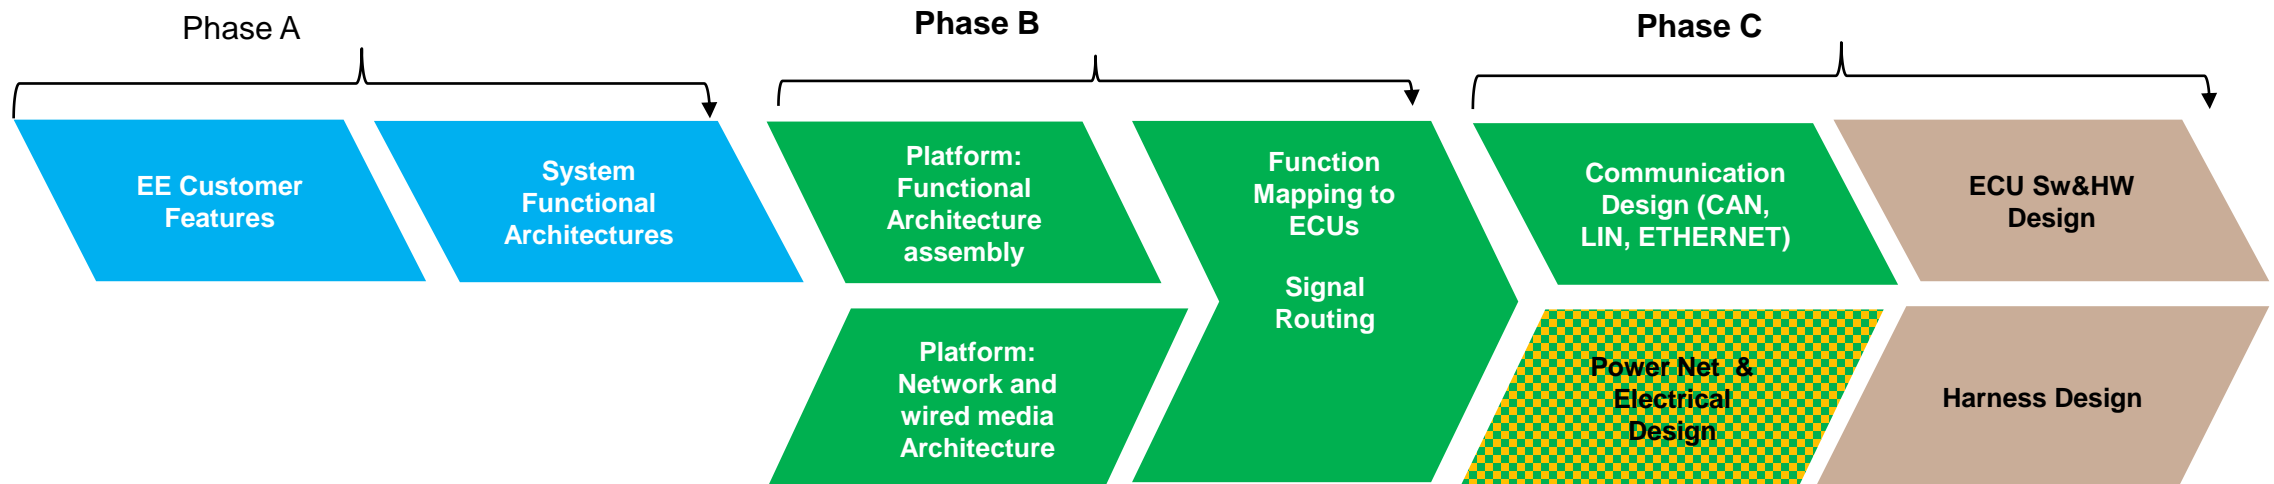 Phase A
Phase B
Phase C
EE Customer
Features
System
Functional
Architectures
Platform:
Functional
Architecture
assembly
Platform:
Network and
wired media
Architecture
Function
Mapping to
ECUs
Signal
Routing
Communication
Design (CAN,
LIN, ETHERNET)
Power Net &
Electrical
Design
ECU Sw&HW
Design
Harness Design